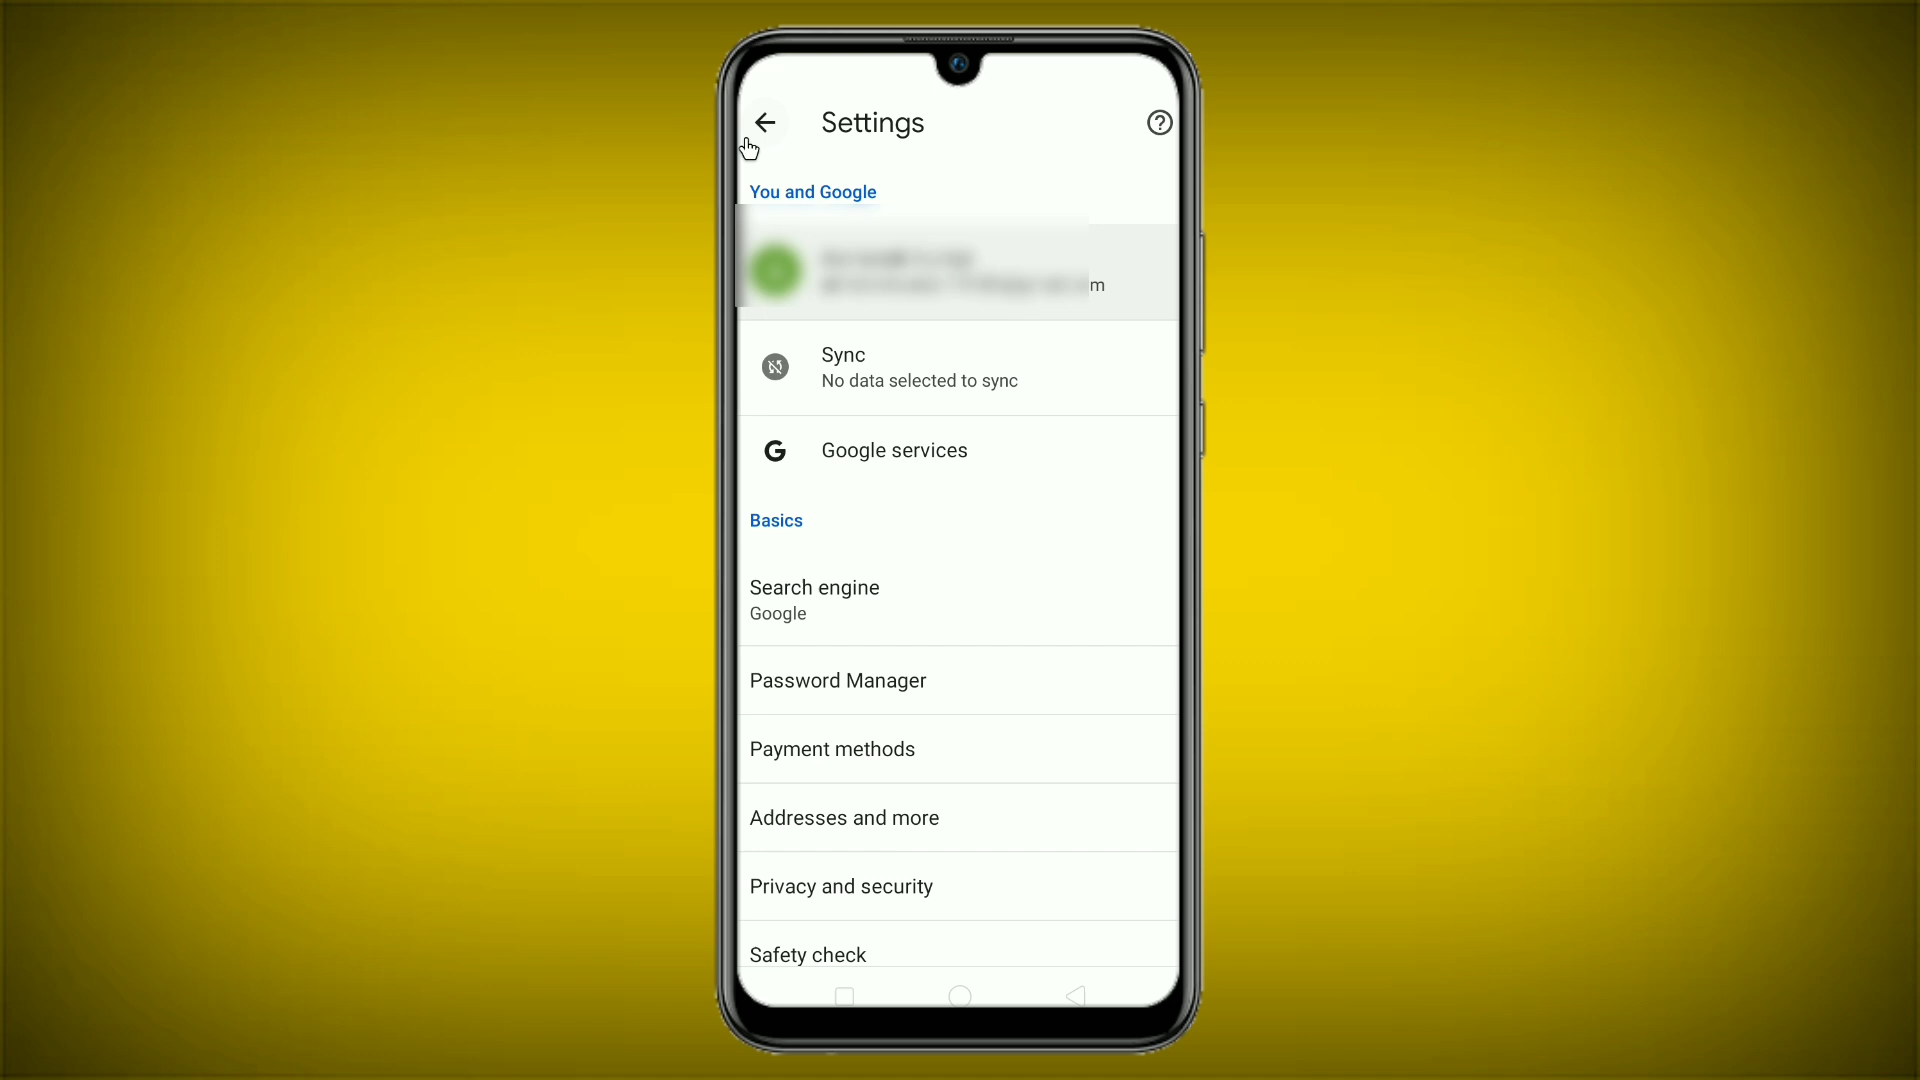 Settings
You and Google
m
Sync
No data selected to sync
Google services
Basics
Search engine
Google
Password Manager
Payment methods
Addresses and more
Privacy and security
Safety check